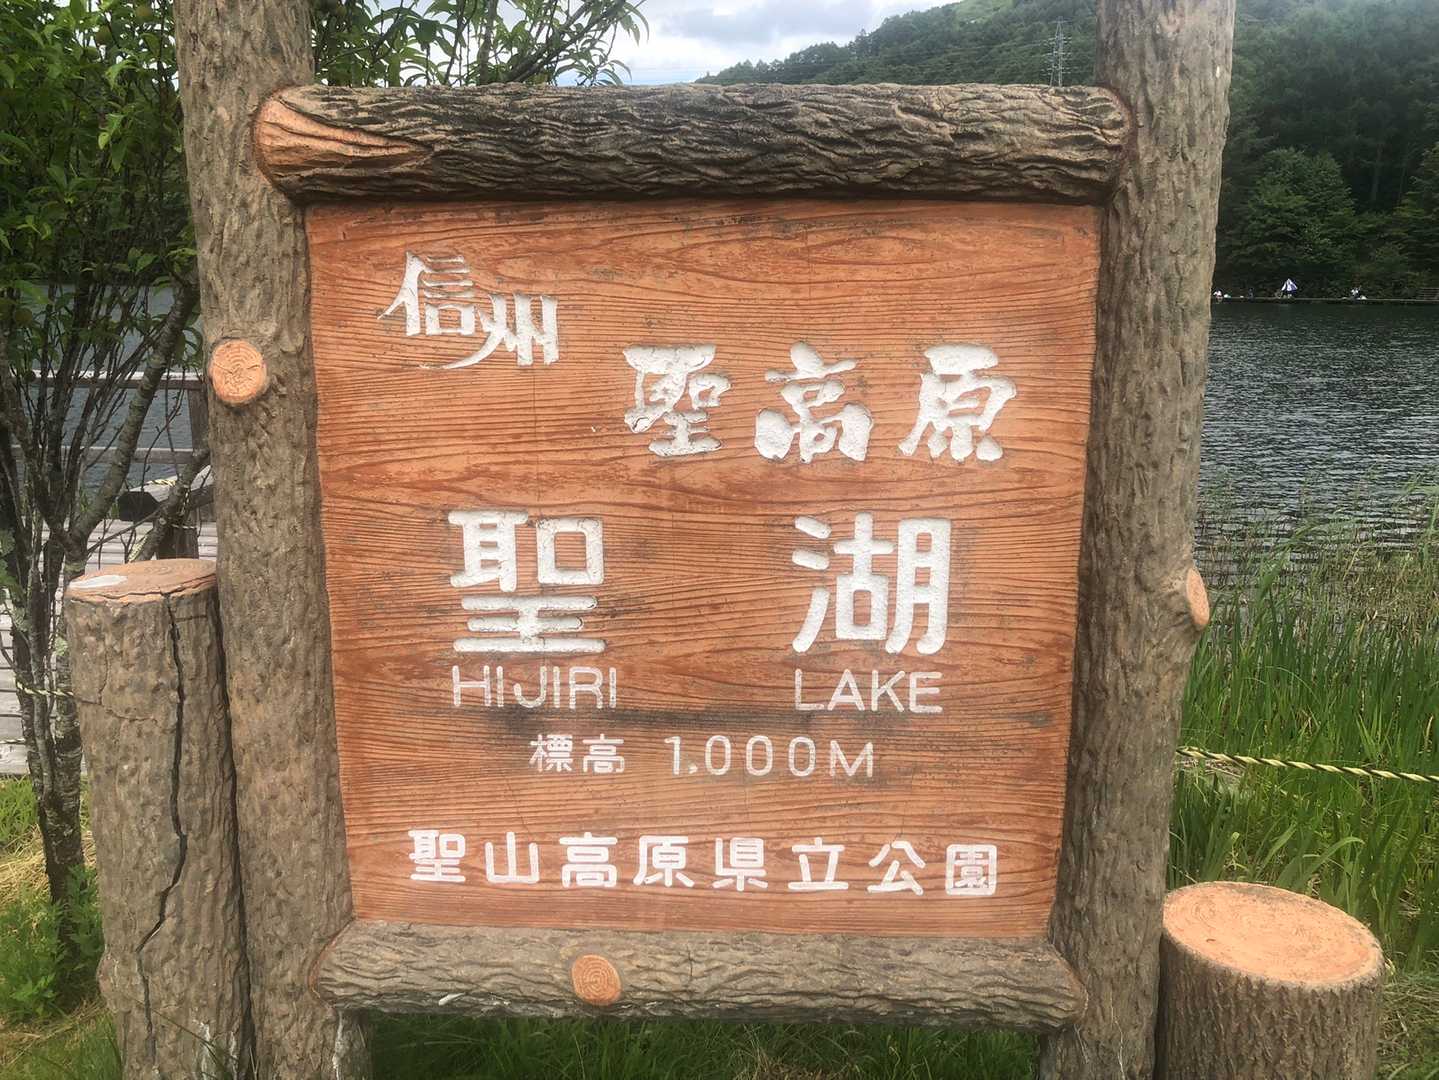 信州
聖高原
聖 湖
HIJIRI LAKE
標高 1,000M
聖山高原県立公園